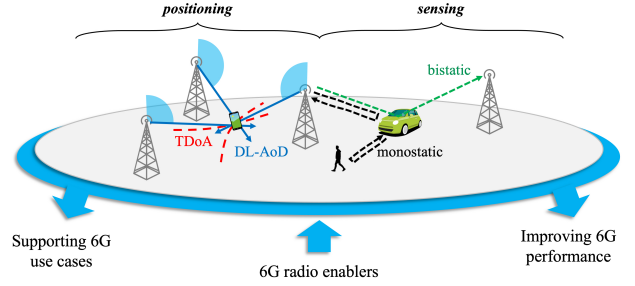 positioning
sensing
bistatic
TDoA
DL-AoD
monostatic
Supporting 6G
use cases
6G radio enablers
Improving 6G
performance